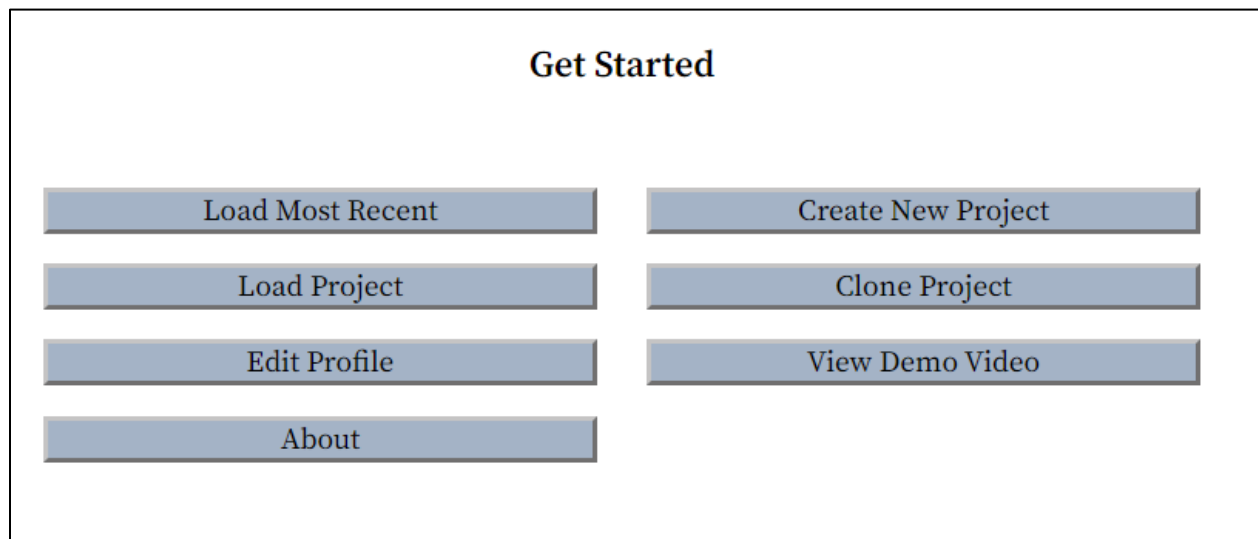 Get Started
Load Most Recent
Create New Project
Load Project
Clone Project
Edit Profile
View Demo Video
About